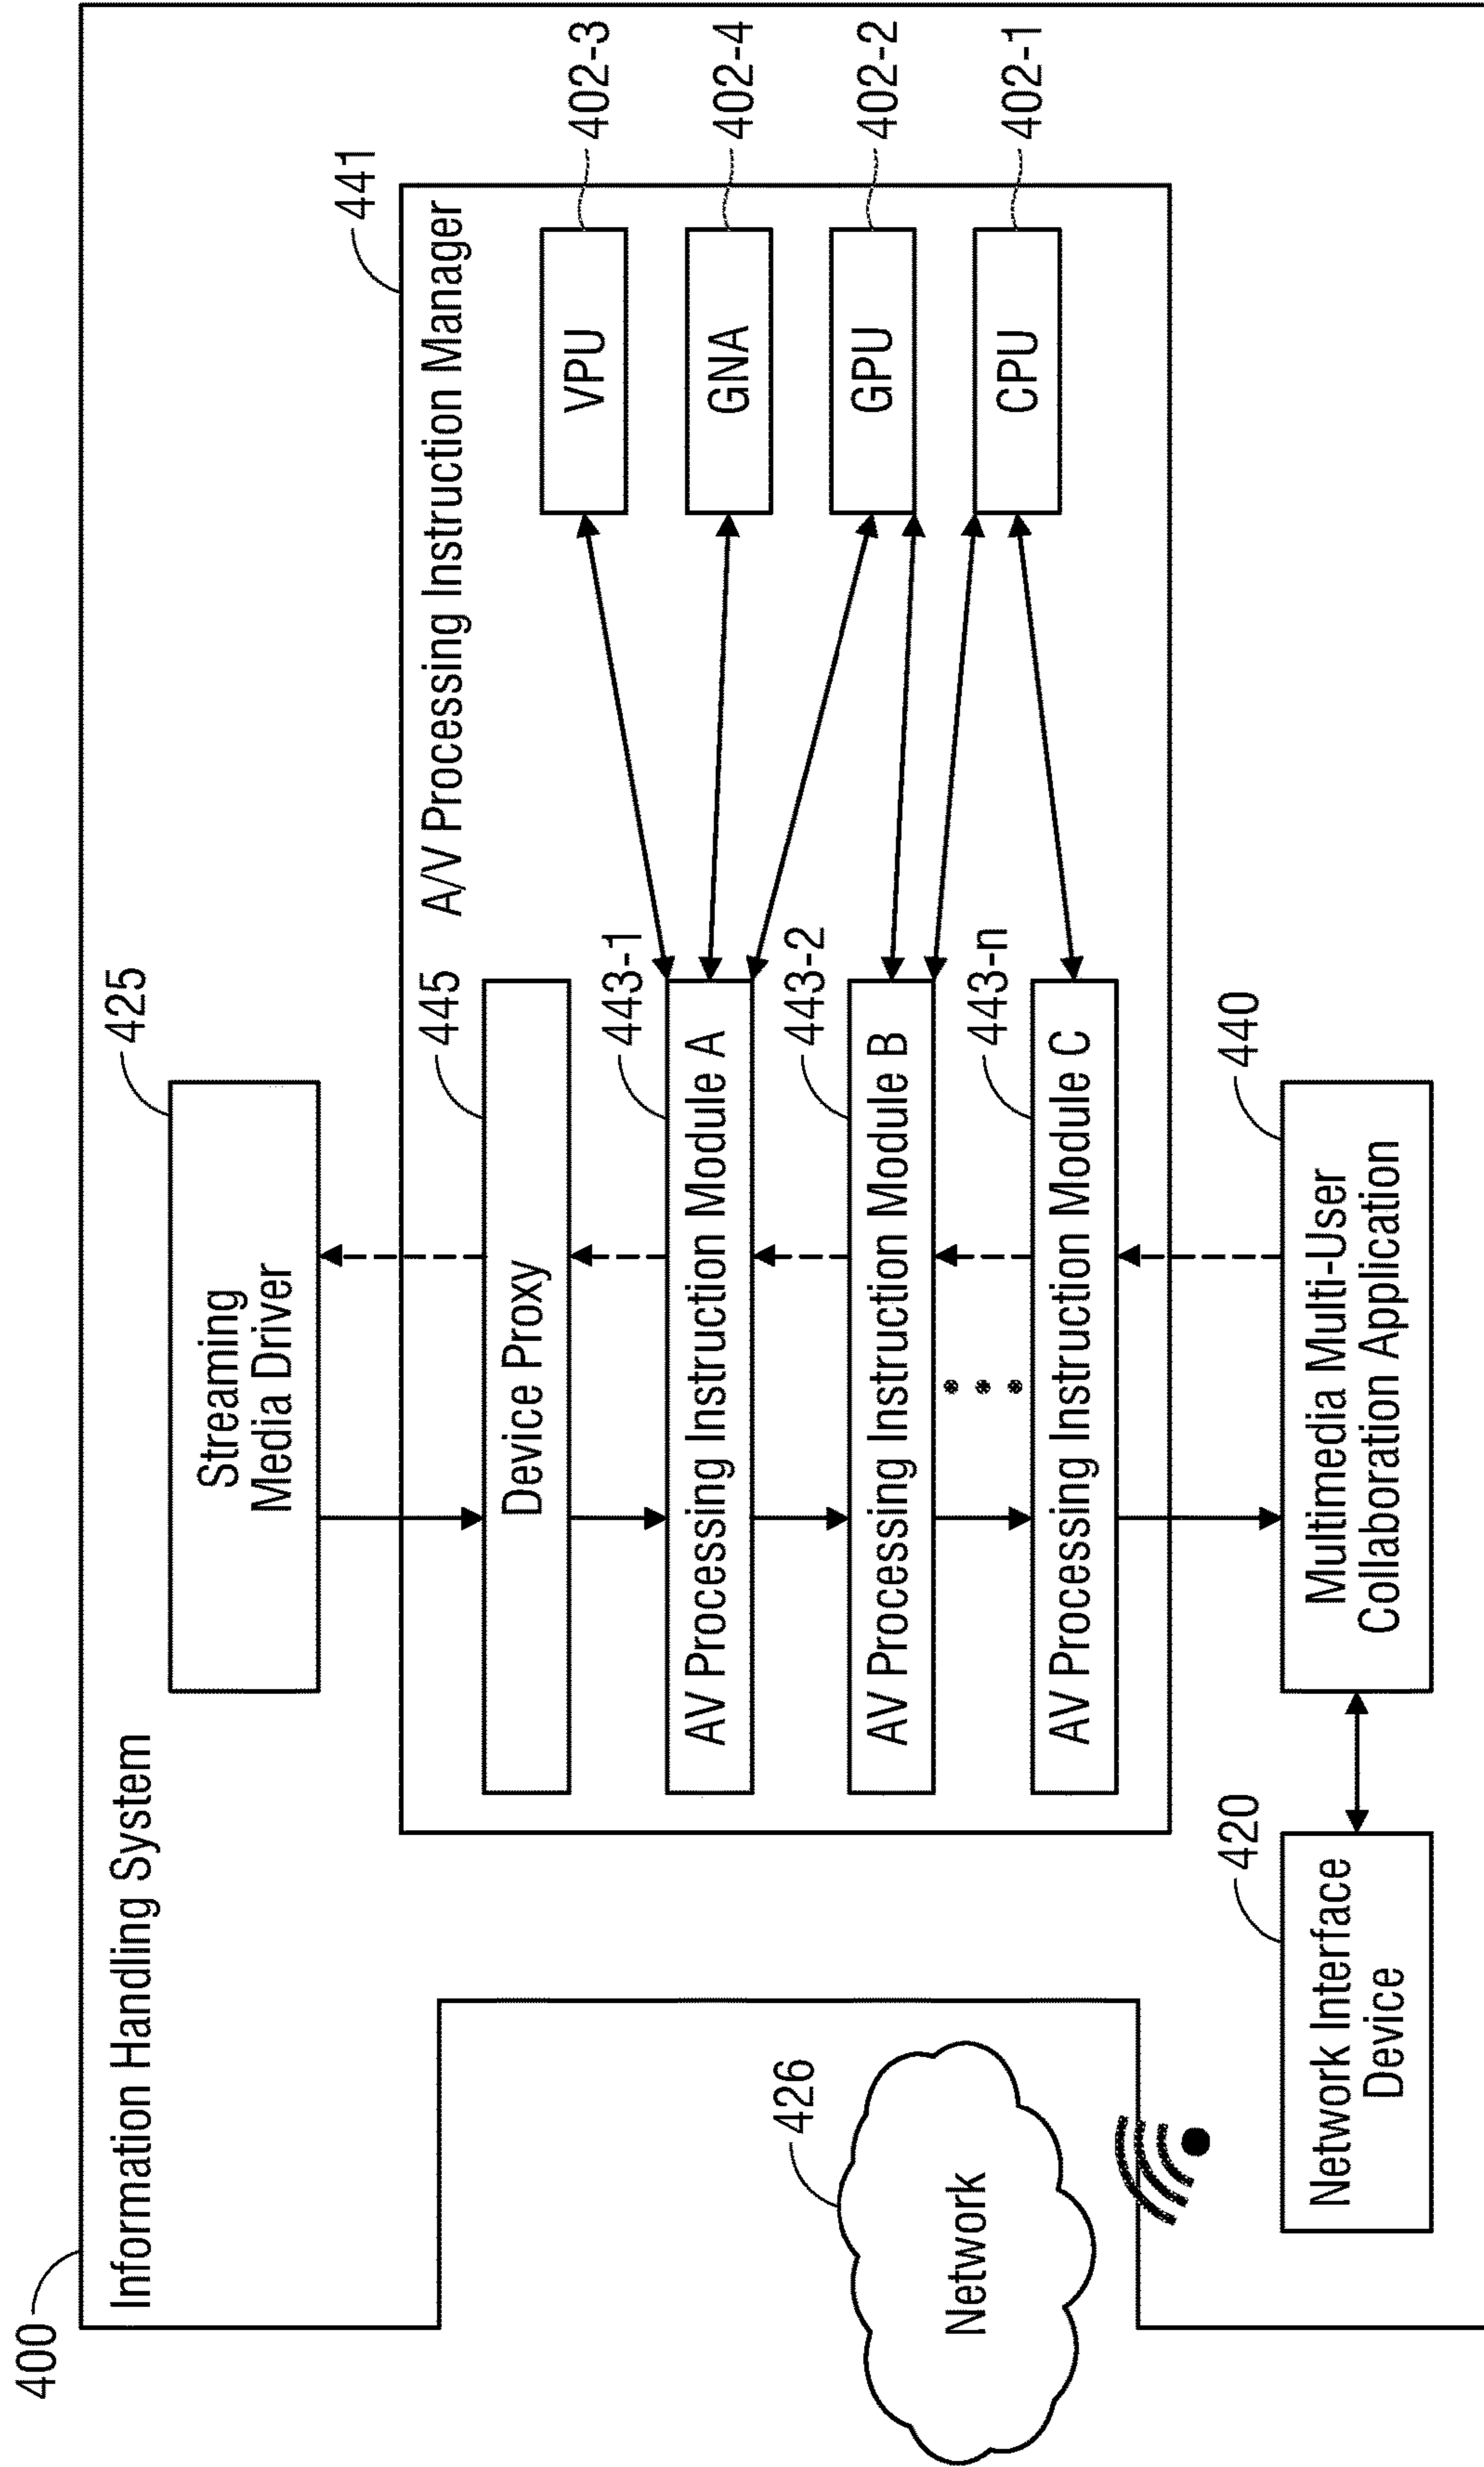 400
Information Handling System
425
Streaming
Media Driver
441
A/V Processing Instruction Manager
445
Device Proxy
443-1
AV Processing Instruction Module A
443-2
AV Processing Instruction Module B
443-n
AV Processing Instruction Module C
VPU
402-3
GNA
402-4
GPU
402-2
CPU
402-1
426
Network
420
Network Interface
Device
440
Multimedia Multi-User
Collaboration Application